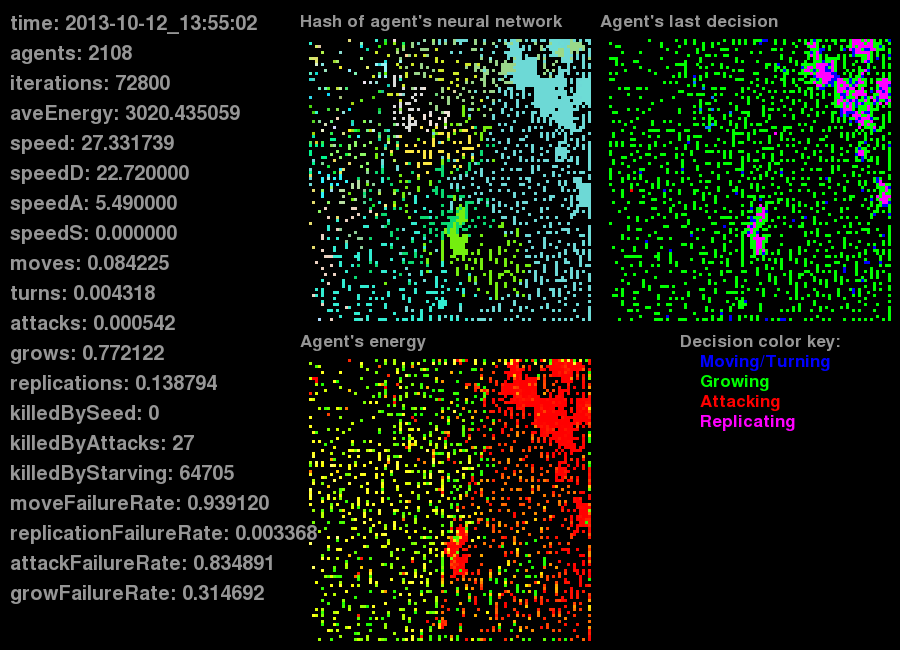 time: 2013-10-12_13:55:02
agents: 2108
iterations: 72800
aveEnergy: 3020.435059
speed: 27.331739
speedD: 22.720000
speedA: 5.490000
speedS: 0.000000
moves: 0.084225
turns: 0.004318
attacks: 0.000542
grows: 0.772122
replications: 0.138794
killedBySeed: 0
killedByAttacks: 27
killedByStarving: 64705
moveFailureRate: 0.939120
replicationFailureRate: 0.003368
attackFailureRate: 0.834891
growFailureRate: 0.314692
Hash of agent's neural network
Agent's last decision
Agent's energy
Decision color key:
Moving/Turning
Growing
Attacking
Replicating